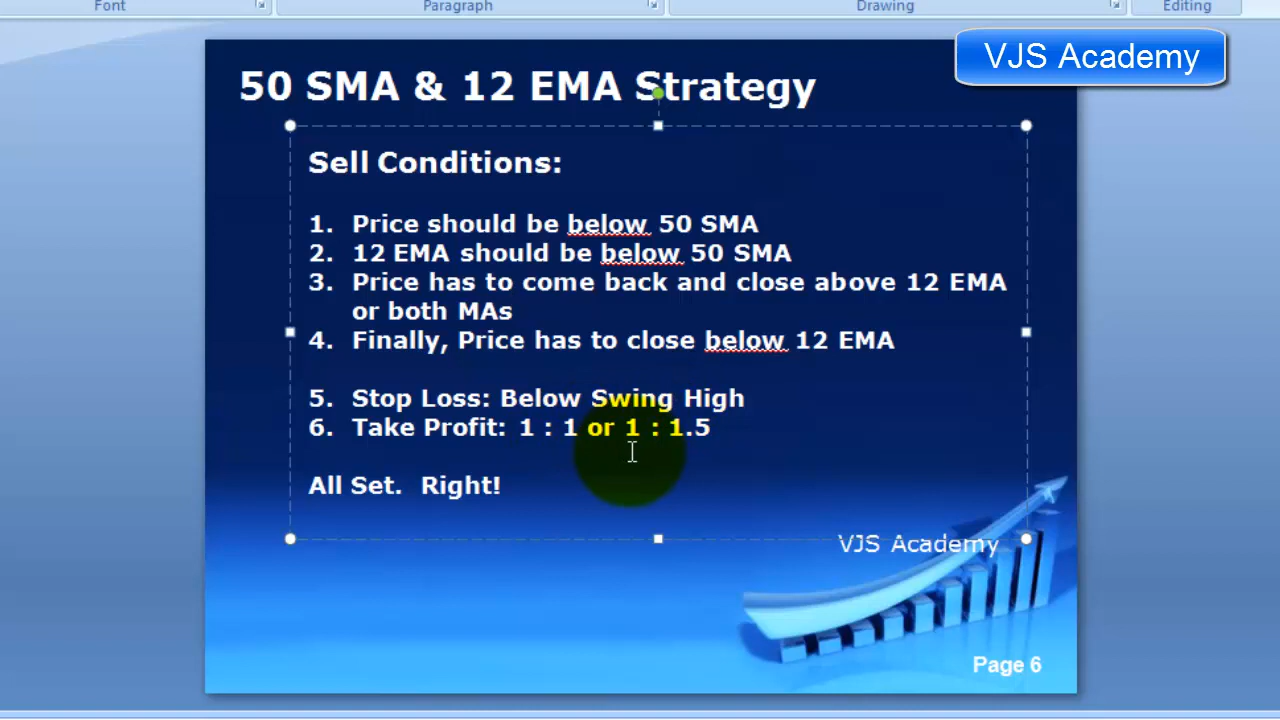 Font Paragraph Drawing Editing
VJS Academy
50 SMA & 12 EMA Strategy
Sell Conditions:
1. Price should be below 50 SMA
2. 12 EMA should be below 50 SMA
3. Price has to come back and close above 12 EMA
or both MAs
4. Finally, Price has to close below 12 EMA
5. Stop Loss: Below Swing High
6. Take Profit: 1 : 1 or 1 : 1.5
All Set. Right!
VJS Academy
Page 6